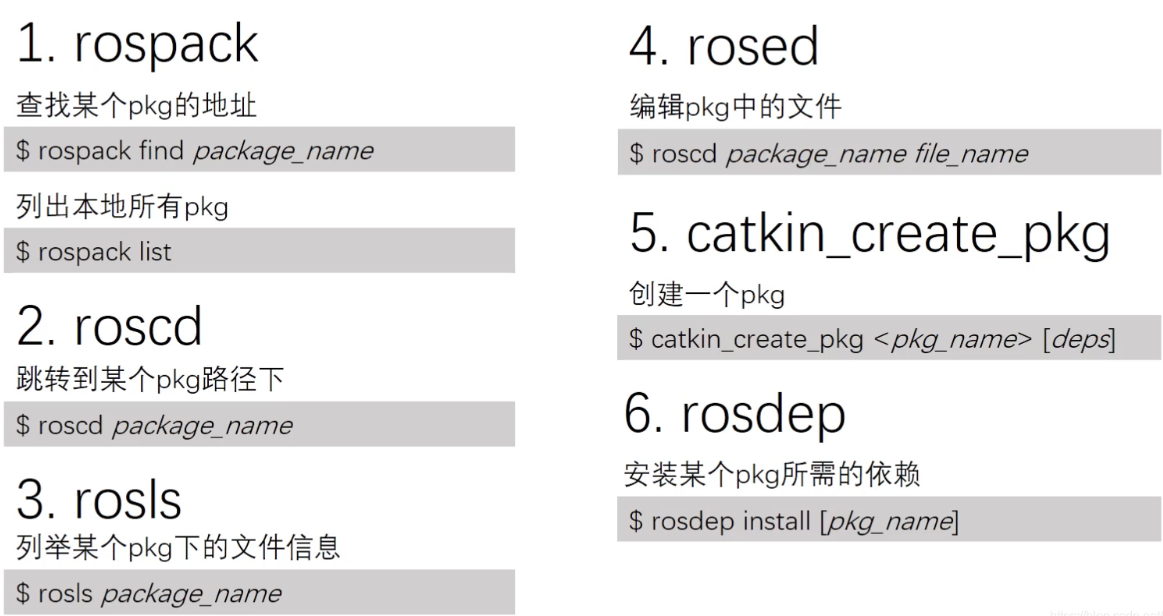 1. rospack
查找某个pkg的地址
$ rospack find package_name
列出本地所有pkg
$ rospack list
2. roscd
跳转到某个pkg路径下
$ roscd package_name
3. rosls
列举某个pkg下的文件信息
$ rosls package_name
4. rosed
编辑pkg中的文件
$ roscd package_name file_name
5. catkin_create_pkg
创建一个pkg
$ catkin_create_pkg <pkg_name> [deps]
6. rosdep
安装某个pkg所需的依赖
$ rosdep install [pkg_name]